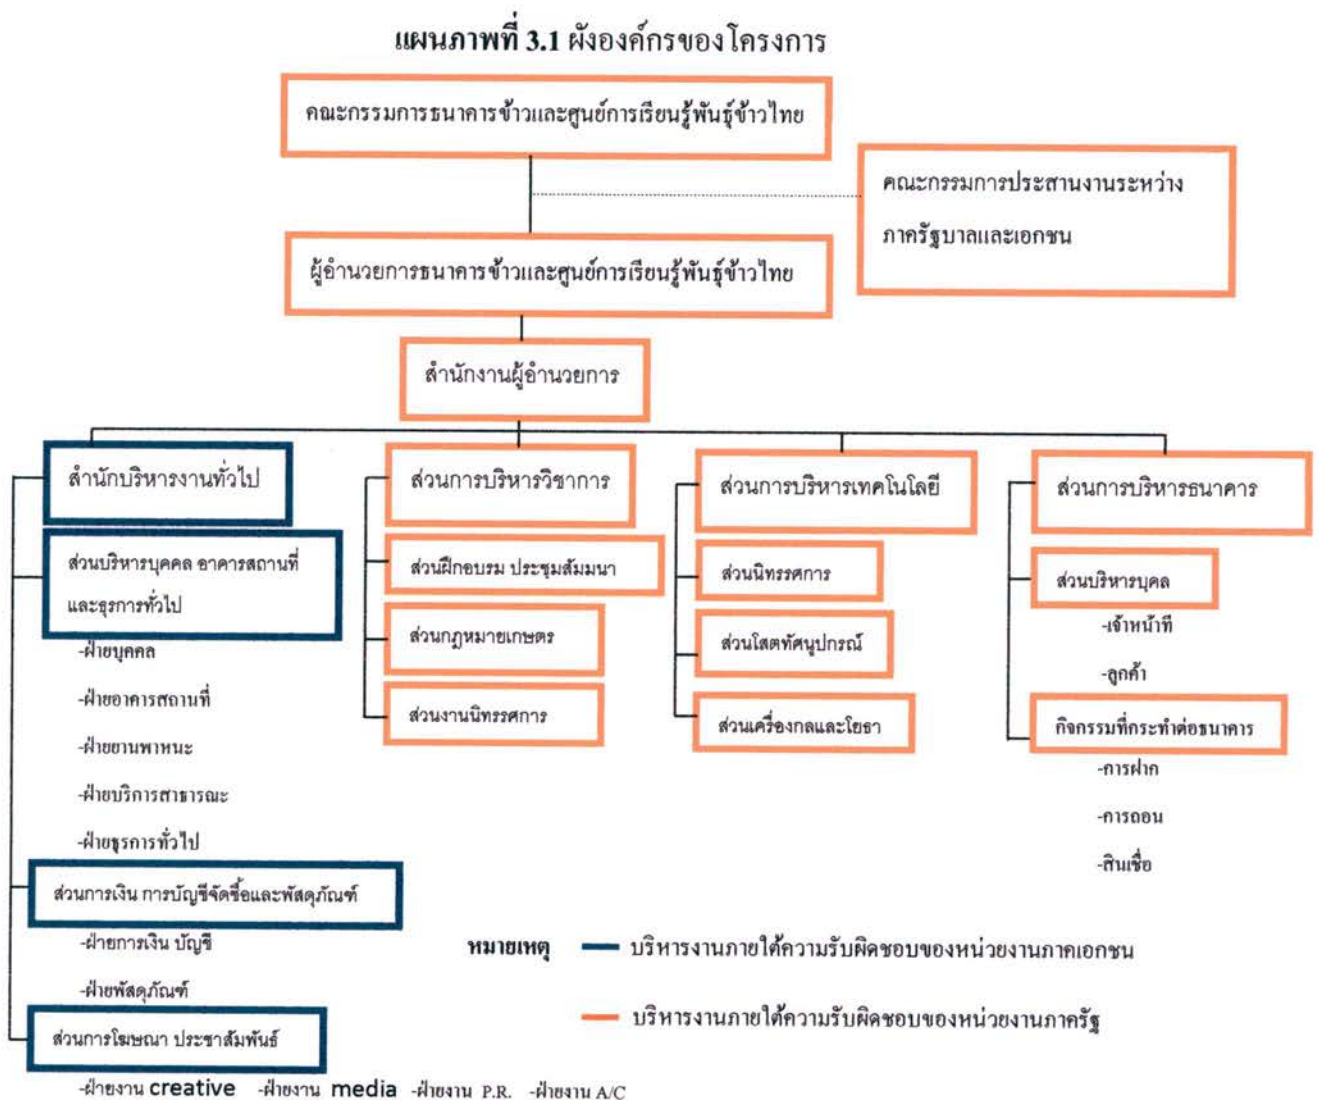 แผนภาพที่ 3.1 ผังองค์กรของโครงการ
คณะกรรมการธนาคารข้าวและศูนย์การเรียนรู้พันธุ์ข้าวไทย
คณะกรรมการประสานงานระหว่าง
ภาครัฐบาลและเอกชน
ผู้อำนวยการธนาคารข้าวและศูนย์การเรียนรู้พันธุ์ข้าวไทย
สำนักงานผู้อำนวยการ
สำนักบริหารงานทั่วไป
ส่วนบริหารบุคคล อาคารสถานที่
และธุรการทั่วไป
-ฝ่ายบุคคล
-ฝ่ายอาคารสถานที่
-ฝ่ายยานพาหนะ
-ฝ่ายบริการสาธารณะ
-ฝ่ายธุรการทั่วไป
ส่วนการเงิน การบัญชีจัดซื้อและพัสดุภัณฑ์
-ฝ่ายการเงิน บัญชี
-ฝ่ายพัสดุภัณฑ์
ส่วนการโฆษณา ประชาสัมพันธ์
-ฝ่ายงาน creative -ฝ่ายงาน media -ฝ่ายงาน P.R. -ฝ่ายงาน A/C
ส่วนการบริหารวิชาการ
ส่วนฝึกอบรม ประชุมสัมมนา
ส่วนกฎหมายเกษตร
ส่วนงานนิทรรศการ
ส่วนการบริหารเทคโนโลยี
ส่วนนิทรรศการ
ส่วนโสตทัศนูปกรณ์
ส่วนเครื่องกลและโยธา
ส่วนการบริหารธนาคาร
ส่วนบริหารบุคล
-เจ้าหน้าที
-ลูกค้า
กิจกรรมที่กระทำต่อธนาคาร
-การฝาก
-การถอน
-สินเชื่อ
หมายเหตุ บริหารงานภายใต้ความรับผิดชอบของหน่วยงานภาคเอกชน
บริหารงานภายใต้ความรับผิดชอบของหน่วยงานภาครัฐ